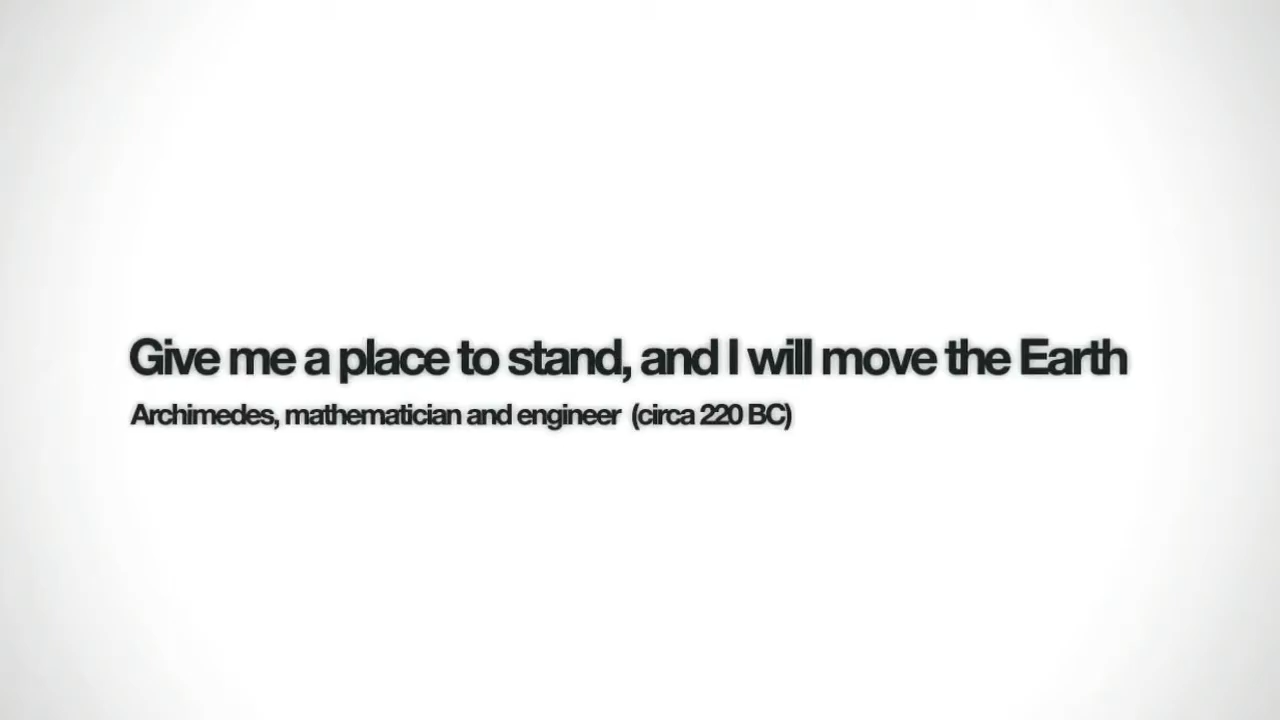 Give me a place to stand, and I will move the Earth
Archimedes, mathematician and engineer (circa 220 BC)